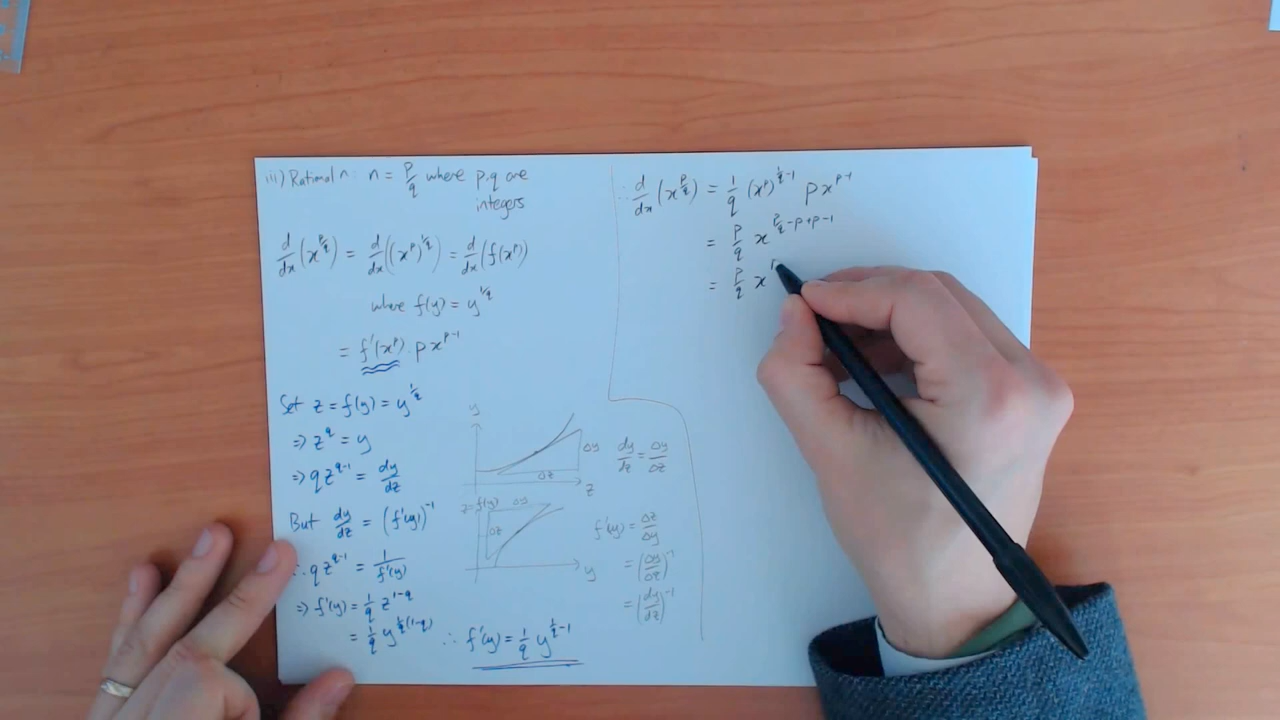 iii) Rational n: n = p/q where p,q are
integers
d/dx (x^(p/q)) = d/dx ((x^p)^(1/q)) = d/dx (f(x^p))
where f(y) = y^(1/q)
= f'(x^p) . p x^(p-1)
Set z = f(y) = y^(1/q)
⇒ z^q = y
⇒ q z^(q-1) = dy/dz
But dy/dz = (f'(y))^-1
∴ q z^(q-1) = 1/f'(y)
⇒ f'(y) = 1/q z^(1-q)
= 1/q y^(1/q(1-q))
∴ f'(y) = 1/q y^(1/q-1)
y
Δy
Δz
z
dy/dz = Δy/Δz
z=f(y)
Δy
Δz
y
f'(y) = Δz/Δy
= (Δy/Δz)^-1
= (dy/dz)^-1
∴ d/dx (x^(p/q)) = 1/q (x^p)^(1/q-1) p x^(p-1)
= p/q x^(p/q-p+p-1)
= p/q x